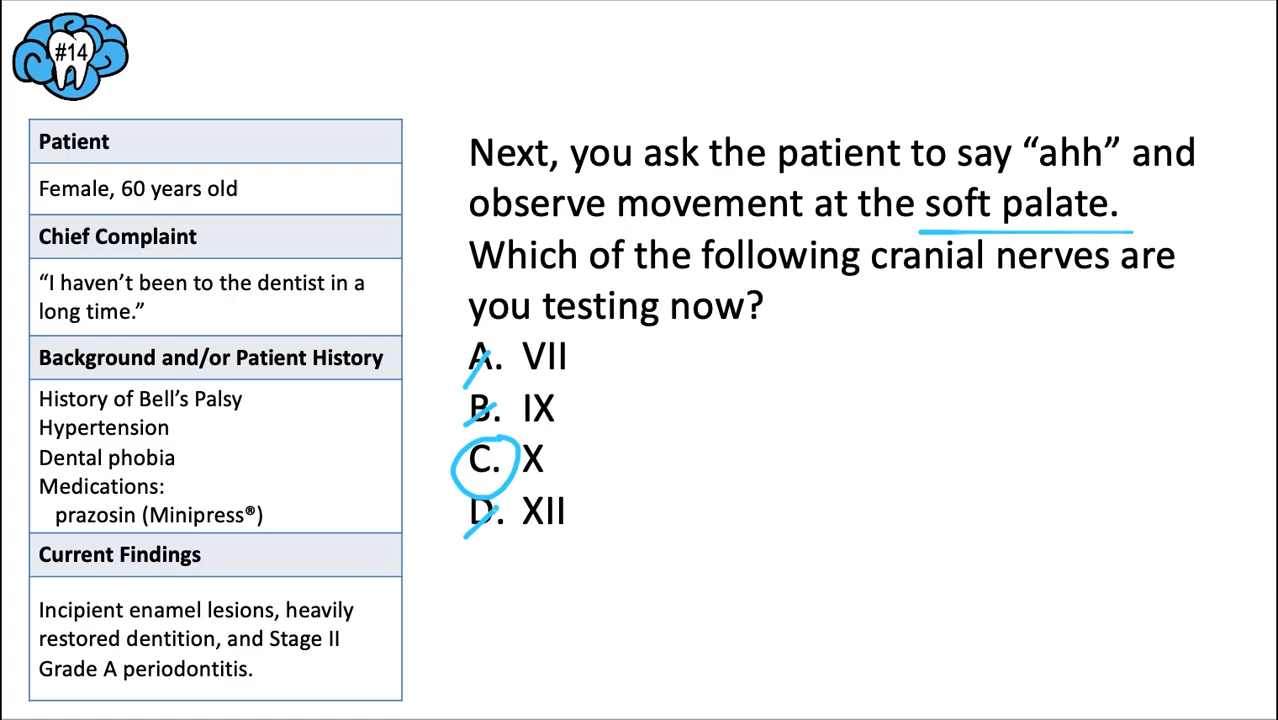 #14
Patient
Female, 60 years old
Chief Complaint
“I haven’t been to the dentist in a
long time.”
Background and/or Patient History
History of Bell’s Palsy
Hypertension
Dental phobia
Medications:
prazosin (Minipress®)
Current Findings
Incipient enamel lesions, heavily
restored dentition, and Stage II
Grade A periodontitis.
Next, you ask the patient to say “ahh” and
observe movement at the soft palate.
Which of the following cranial nerves are
you testing now?
A. VII
B. IX
C. X
D. XII